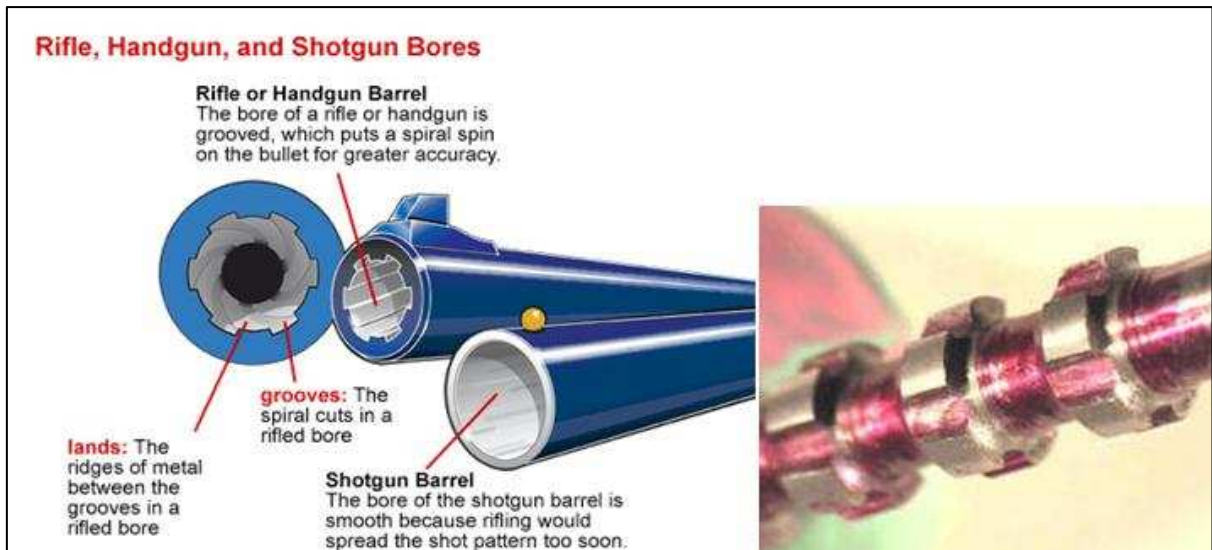 Rifle, Handgun, and Shotgun Bores
Rifle or Handgun Barrel
The bore of a rifle or handgun is
grooved, which puts a spiral spin
on the bullet for greater accuracy.
grooves: The
spiral cuts in a
rifled bore
lands: The
ridges of metal
between the
grooves in a
rifled bore
Shotgun Barrel
The bore of the shotgun barrel is
smooth because rifling would
spread the shot pattern too soon.